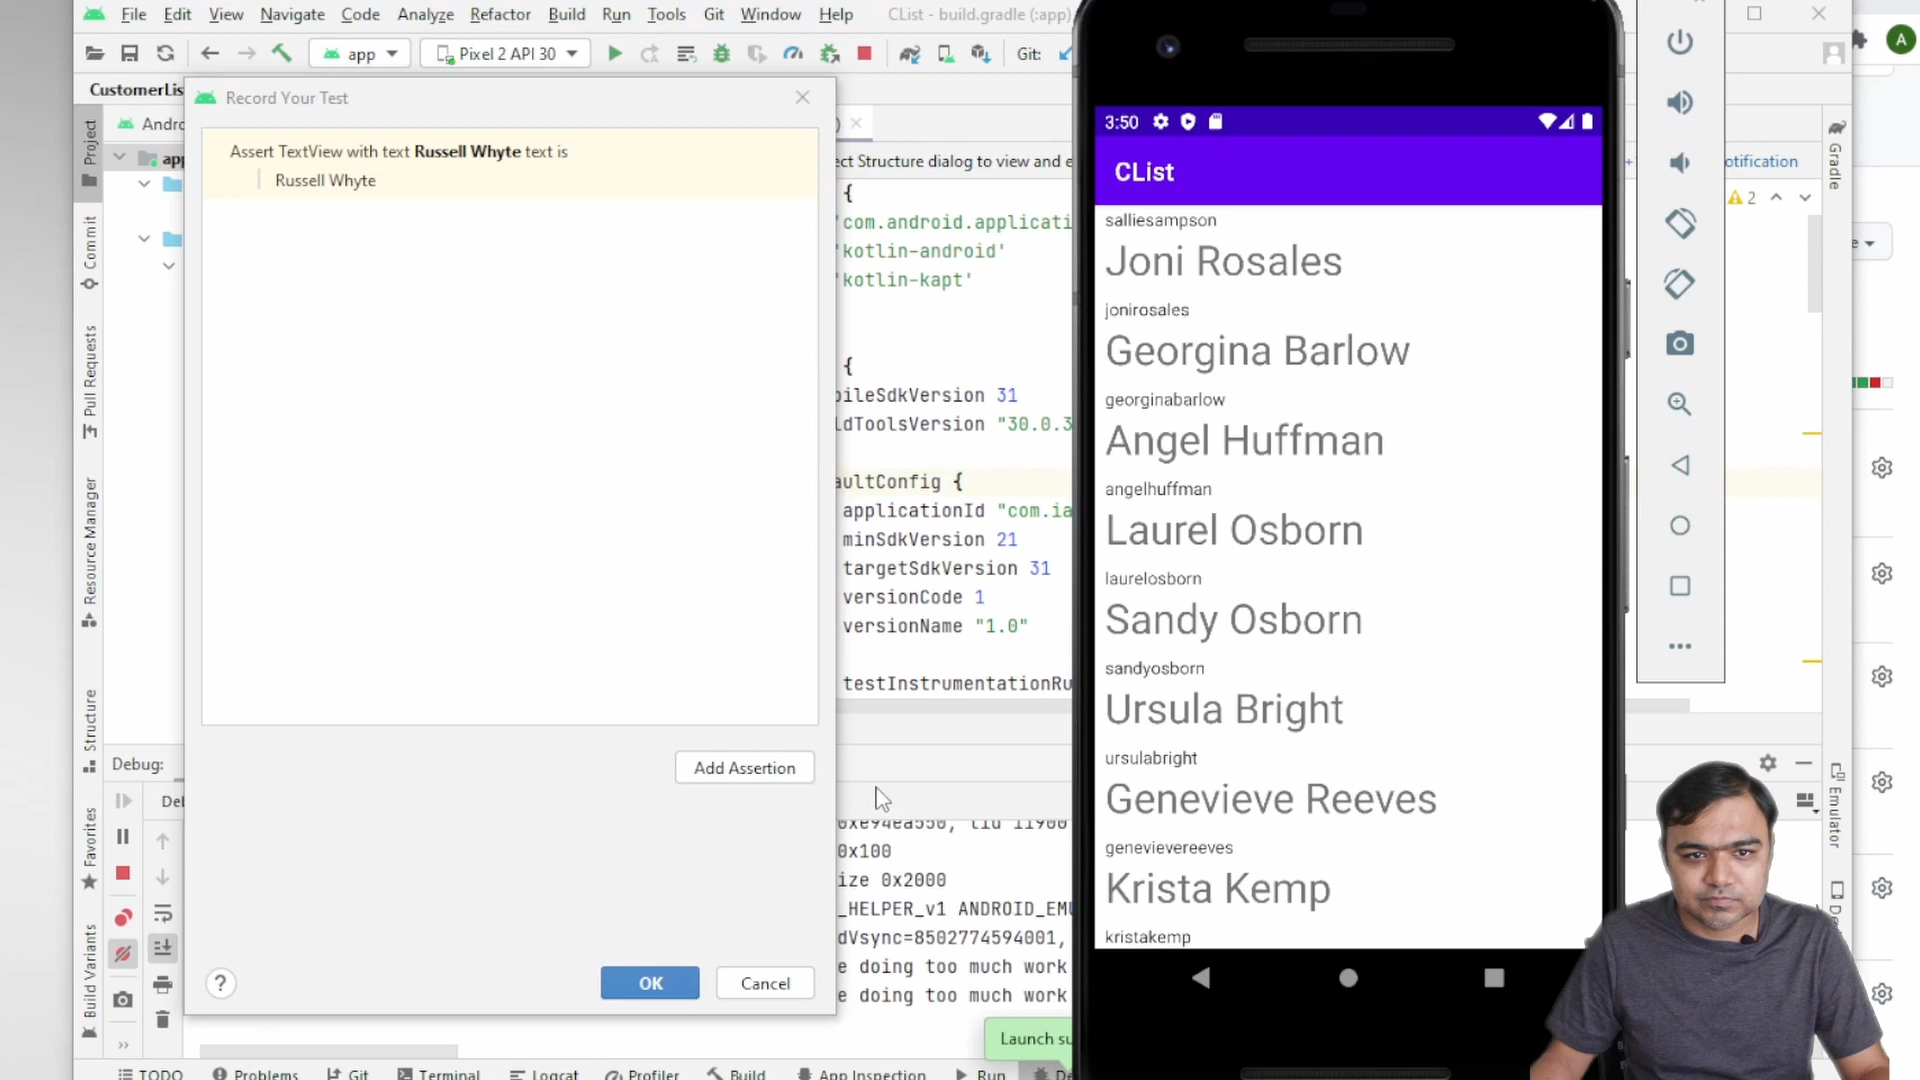 File Edit View Navigate Code Analyze Refactor Build Run Tools Git Window Help CList - build.gradle (:app)
app Pixel 2 API 30 Git:
A
CustomerLis
Record Your Test
Andro
Assert TextView with text Russell Whyte text is
Russell Whyte
app
Project
Commit
Pull Requests
Resource Manager
Structure
Favorites
Build Variants
ect Structure dialog to view and e
otification
2
{
'com.android.applicati
'kotlin-android'
'kotlin-kapt'
{
pileSdkVersion 31
ldToolsVersion "30.0.3
aultConfig {
applicationId "com.ia
minSdkVersion 21
targetSdkVersion 31
versionCode 1
versionName "1.0"
testInstrumentationRu
Add Assertion
Debug:
Deb
0xe94ea550, tid 11900
0x100
ize 0x2000
_HELPER_v1 ANDROID_EMU
dVsync=8502774594001,
e doing too much work
e doing too much work
?
OK
Cancel
Launch su
TODO Problems Git Terminal Logcat Profiler Build App Inspection Run De
3:50
CList
salliesampson
Joni Rosales
jonirosales
Georgina Barlow
georginabarlow
Angel Huffman
angelhuffman
Laurel Osborn
laurelosborn
Sandy Osborn
sandyosborn
Ursula Bright
ursulabright
Genevieve Reeves
genevievereeves
Krista Kemp
kristakemp
Gradle
Emulator